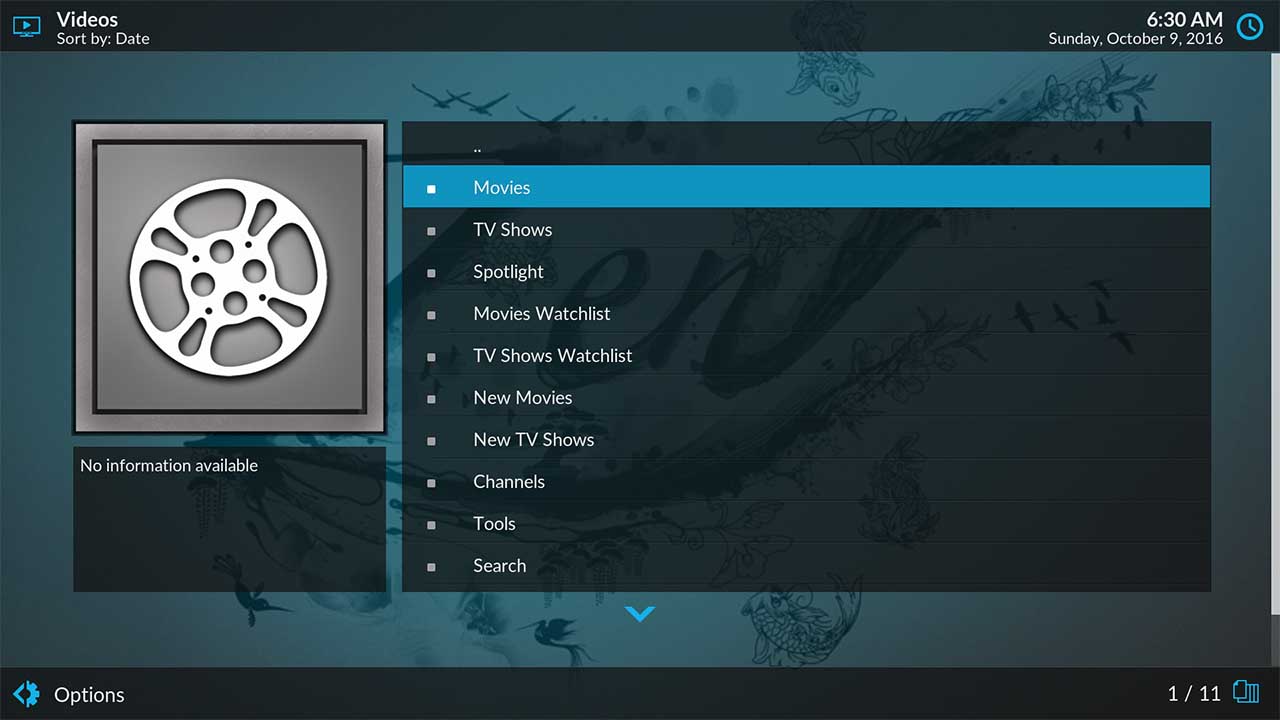 Videos
Sort by: Date
6:30 AM
Sunday, October 9, 2016
..
Movies
TV Shows
Spotlight
Movies Watchlist
TV Shows Watchlist
New Movies
New TV Shows
Channels
Tools
Search
No information available
Options
1 / 11